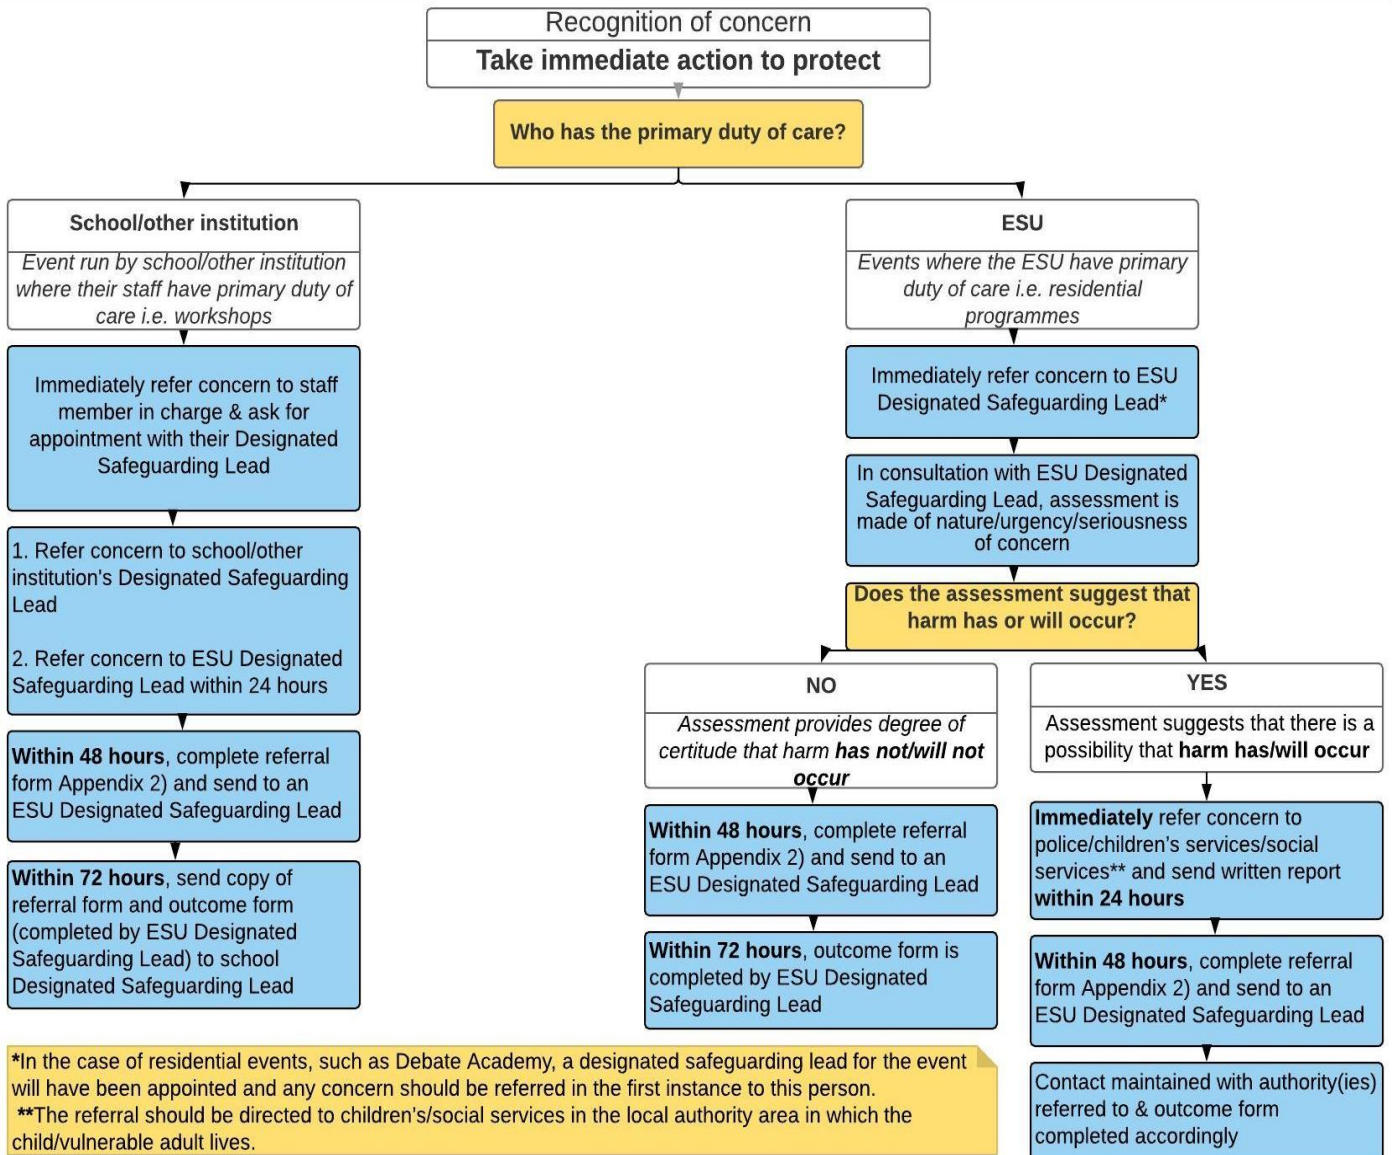 Recognition of concern
Take immediate action to protect
Who has the primary duty of care?
School/other institution
Event run by school/other institution
where their staff have primary duty of
care i.e. workshops
Immediately refer concern to staff
member in charge & ask for
appointment with their Designated
Safeguarding Lead
1. Refer concern to school/other
institution's Designated Safeguarding
Lead
2. Refer concern to ESU Designated
Safeguarding Lead within 24 hours
Within 48 hours, complete referral
form Appendix 2) and send to an
ESU Designated Safeguarding Lead
Within 72 hours, send copy of
referral form and outcome form
(completed by ESU Designated
Safeguarding Lead) to school
Designated Safeguarding Lead
ESU
Events where the ESU have primary
duty of care i.e. residential
programmes
Immediately refer concern to ESU
Designated Safeguarding Lead*
In consultation with ESU Designated
Safeguarding Lead, assessment is
made of nature/urgency/seriousness
of concern
Does the assessment suggest that
harm has or will occur?
NO
Assessment provides degree of
certitude that harm has not/will not
occur
Within 48 hours, complete referral
form Appendix 2) and send to an
ESU Designated Safeguarding Lead
Within 72 hours, outcome form is
completed by ESU Designated
Safeguarding Lead
YES
Assessment suggests that there is a
possibility that harm has/will occur
Immediately refer concern to
police/children’s services/social
services** and send written report
within 24 hours
Within 48 hours, complete referral
form Appendix 2) and send to an
ESU Designated Safeguarding Lead
Contact maintained with authority(ies)
referred to & outcome form
completed accordingly
*In the case of residential events, such as Debate Academy, a designated safeguarding lead for the event
will have been appointed and any concern should be referred in the first instance to this person.
**The referral should be directed to children’s/social services in the local authority area in which the
child/vulnerable adult lives.